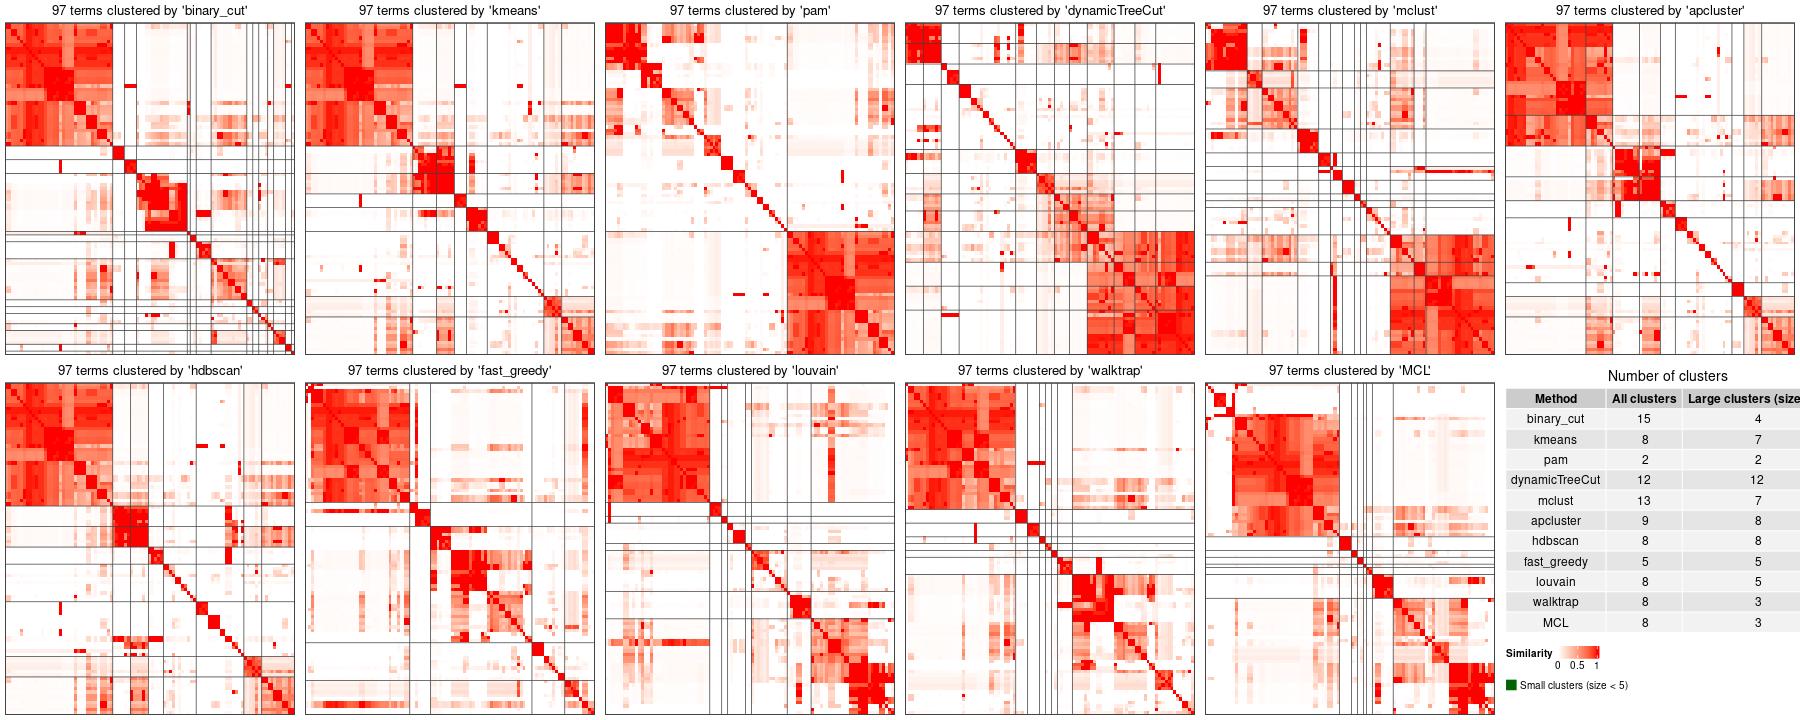 97 terms clustered by 'binary_cut'
97 terms clustered by 'kmeans'
97 terms clustered by 'pam'
97 terms clustered by 'dynamicTreeCut'
97 terms clustered by 'mclust'
97 terms clustered by 'apcluster'
97 terms clustered by 'hdbscan'
97 terms clustered by 'fast_greedy'
97 terms clustered by 'louvain'
97 terms clustered by 'walktrap'
97 terms clustered by 'MCL'
Number of clusters
Method All clusters Large clusters (size
binary_cut 15 4
kmeans 8 7
pam 2 2
dynamicTreeCut 12 12
mclust 13 7
apcluster 9 8
hdbscan 8 8
fast_greedy 5 5
louvain 8 5
walktrap 8 3
MCL 8 3
Similarity
0 0.5 1
Small clusters (size < 5)